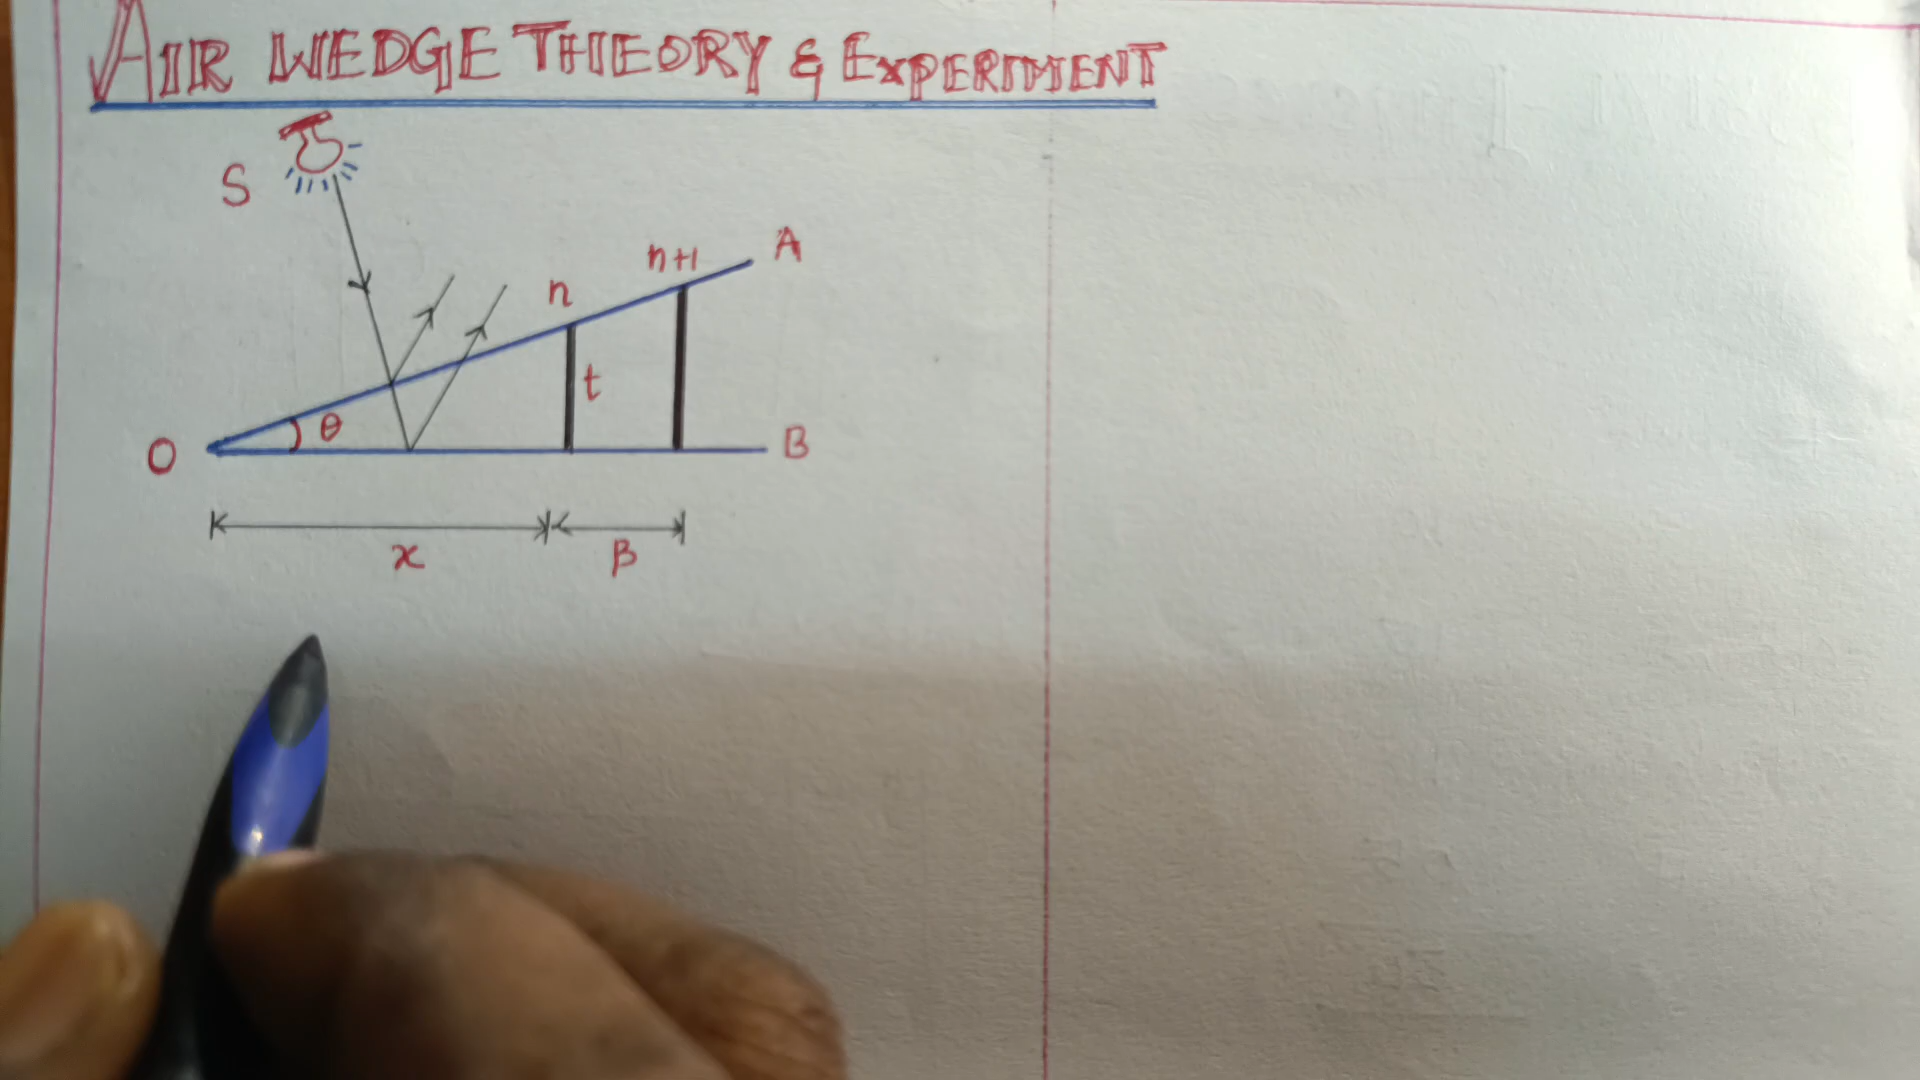 AIR WEDGE THEORY & EXPERIMENT
S
A
n+1
n
t
θ
O
B
x
β